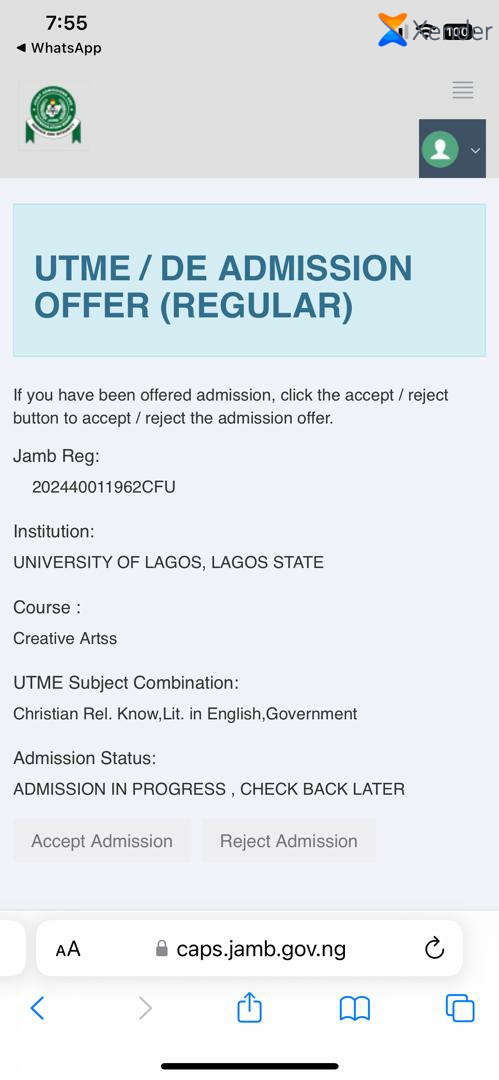 7:55
Xender
100
◀ WhatsApp
UTME / DE ADMISSION
OFFER (REGULAR)
If you have been offered admission, click the accept / reject
button to accept / reject the admission offer.
Jamb Reg:
202440011962CFU
Institution:
UNIVERSITY OF LAGOS, LAGOS STATE
Course :
Creative Artss
UTME Subject Combination:
Christian Rel. Know,Lit. in English,Government
Admission Status:
ADMISSION IN PROGRESS , CHECK BACK LATER
Accept Admission Reject Admission
AA caps.jamb.gov.ng